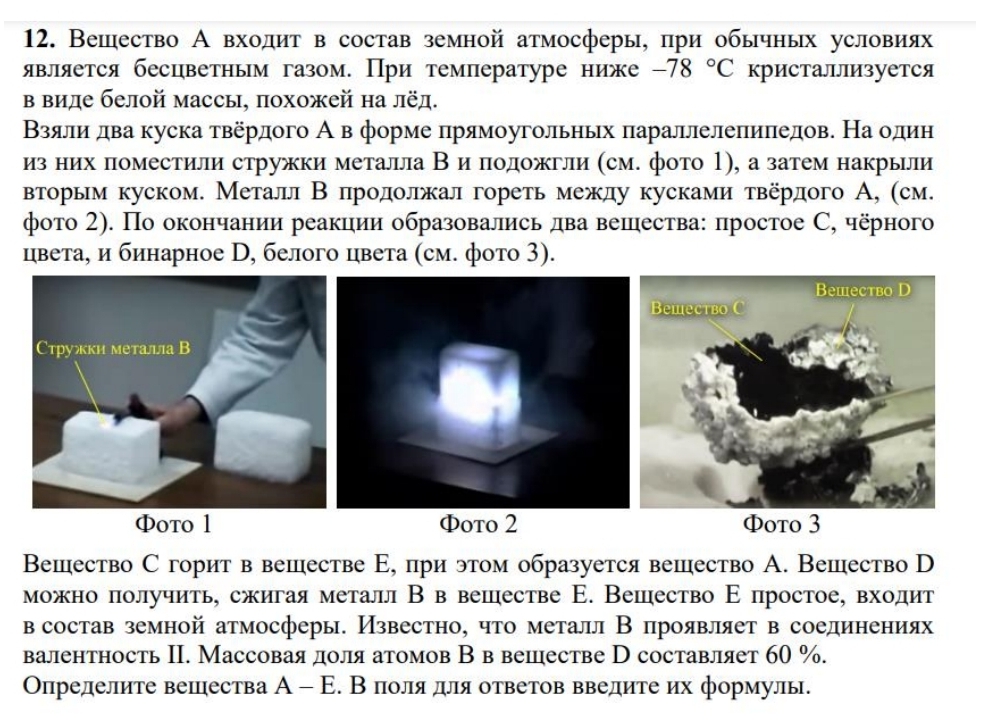 12. Вещество А входит в состав земной атмосферы, при обычных условиях
является бесцветным газом. При температуре ниже –78 °C кристаллизуется
в виде белой массы, похожей на лёд.
Взяли два куска твёрдого А в форме прямоугольных параллелепипедов. На один
из них поместили стружки металла В и подожгли (см. фото 1), а затем накрыли
вторым куском. Металл В продолжал гореть между кусками твёрдого А, (см.
фото 2). По окончании реакции образовались два вещества: простое С, чёрного
цвета, и бинарное D, белого цвета (см. фото 3).
Стружки металла В
Вещество С
Вещество D
Фото 1
Фото 2
Фото 3
Вещество С горит в веществе Е, при этом образуется вещество А. Вещество D
можно получить, сжигая металл В в веществе Е. Вещество Е простое, входит
в состав земной атмосферы. Известно, что металл В проявляет в соединениях
валентность II. Массовая доля атомов В в веществе D составляет 60 %.
Определите вещества А – Е. В поля для ответов введите их формулы.